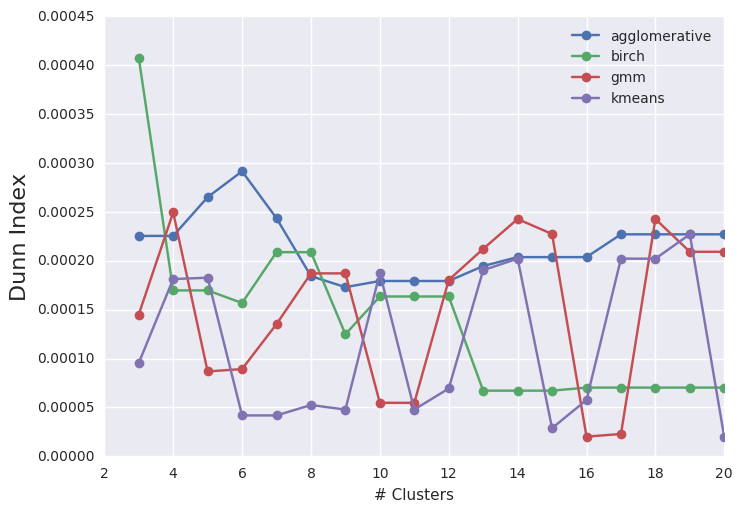 0.00045
0.00040
0.00035
0.00030
0.00025
0.00020
0.00015
0.00010
0.00005
0.00000
Dunn Index
agglomerative
birch
gmm
kmeans
2 4 6 8 10 12 14 16 18 20
# Clusters